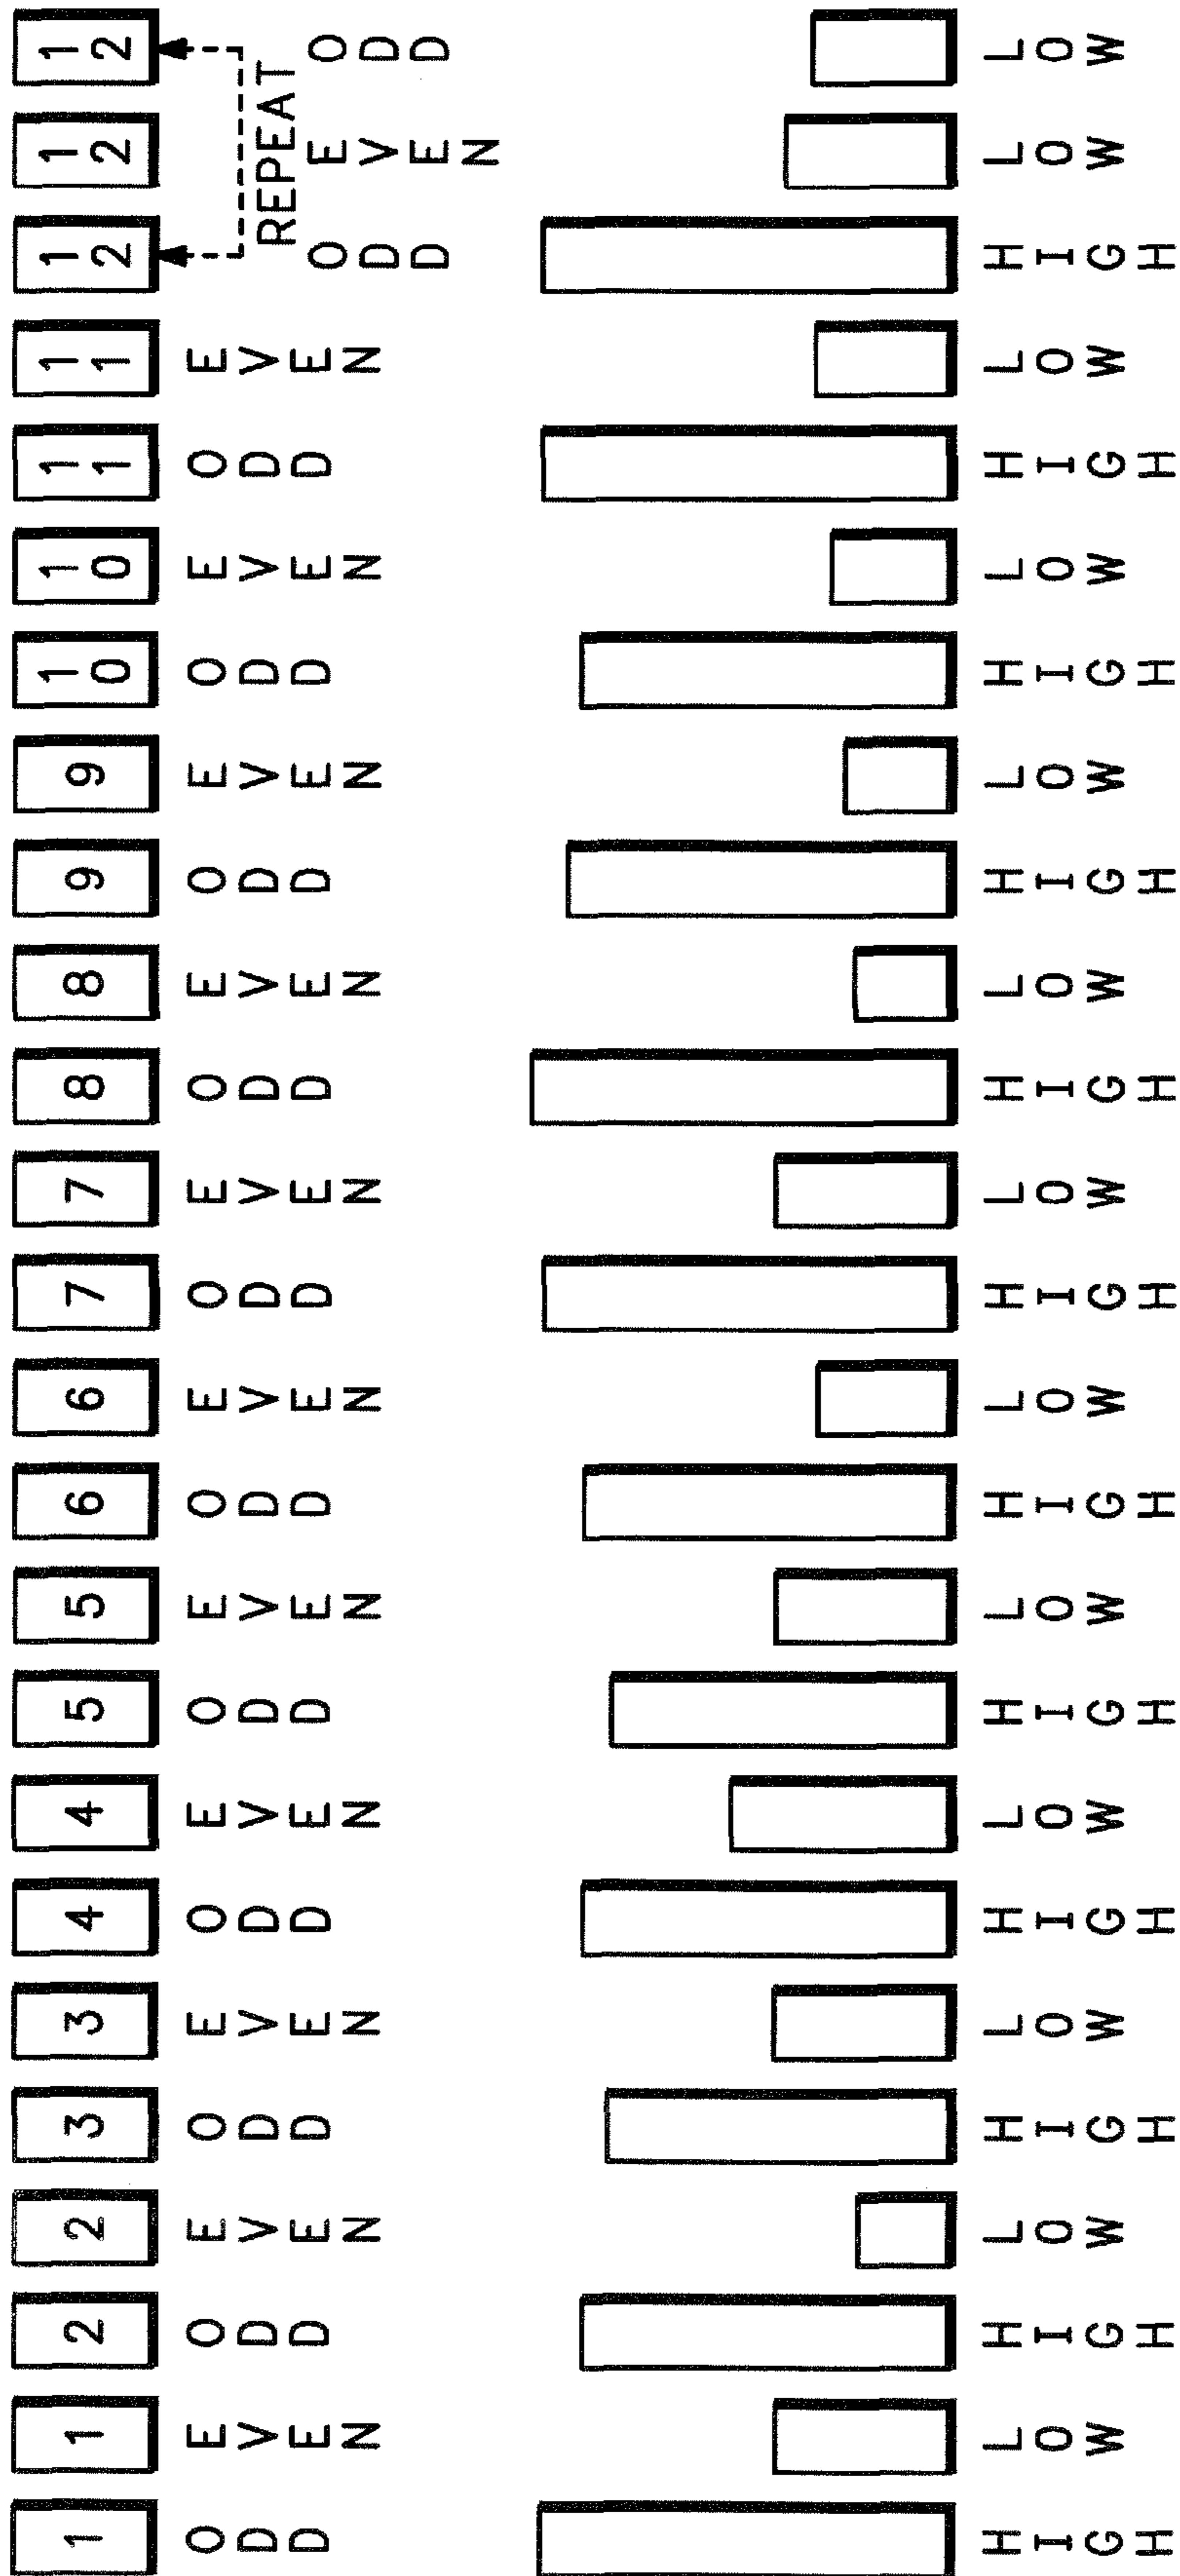 1 1 2 2 3 3 4 4 5 5 6 6 7 7 8 8 9 9 10 10 11 11 12 12 12
ODD EVEN ODD EVEN ODD EVEN ODD EVEN ODD EVEN ODD EVEN ODD EVEN ODD EVEN ODD EVEN ODD EVEN ODD EVEN
REPEAT
ODD EVEN ODD
HIGH LOW HIGH LOW HIGH LOW HIGH LOW HIGH LOW HIGH LOW HIGH LOW HIGH LOW HIGH LOW HIGH LOW HIGH LOW HIGH LOW LOW